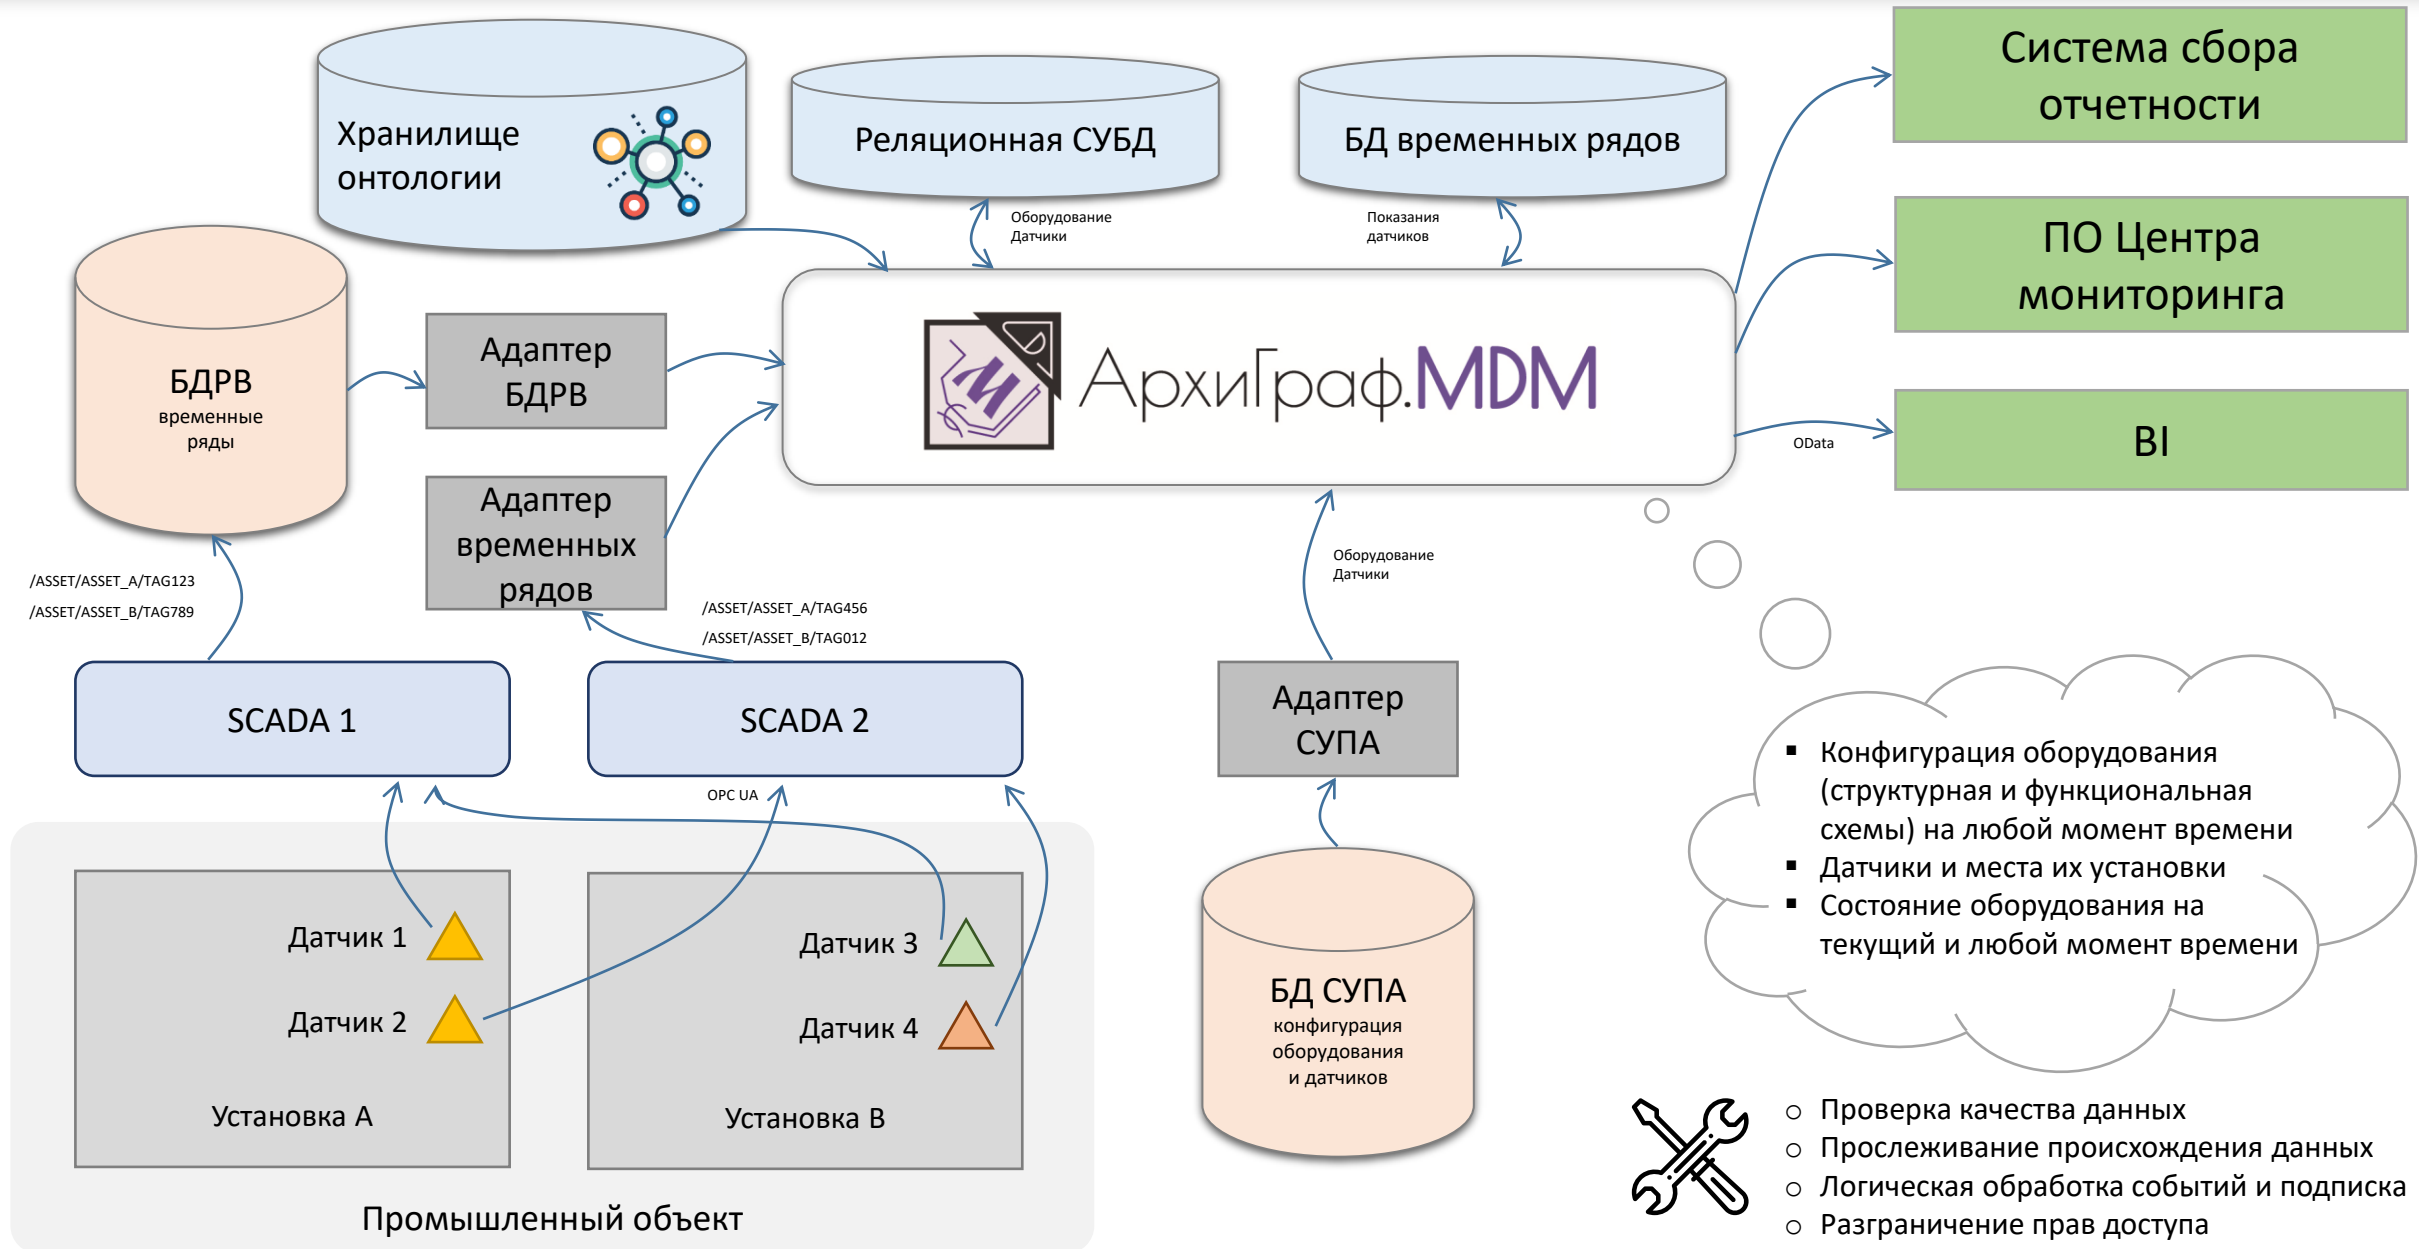 Хранилище
онтологии
Реляционная СУБД
БД временных рядов
Система сбора
отчетности
Оборудование
Датчики
Показания
датчиков
ПО Центра
мониторинга
БДРВ
временные
ряды
Адаптер
БДРВ
АрхиГраф.MDM
OData
BI
Адаптер
временных
рядов
/ASSET/ASSET_A/TAG123
/ASSET/ASSET_B/TAG789
/ASSET/ASSET_A/TAG456
/ASSET/ASSET_B/TAG012
Оборудование
Датчики
SCADA 1
SCADA 2
Адаптер
СУПА
OPC UA
▪ Конфигурация оборудования
(структурная и функциональная
схемы) на любой момент времени
▪ Датчики и места их установки
▪ Состояние оборудования на
текущий и любой момент времени
Датчик 1
Датчик 2
Установка А
Датчик 3
Датчик 4
Установка В
Промышленный объект
БД СУПА
конфигурация
оборудования
и датчиков
o Проверка качества данных
o Прослеживание происхождения данных
o Логическая обработка событий и подписка
o Разграничение прав доступа